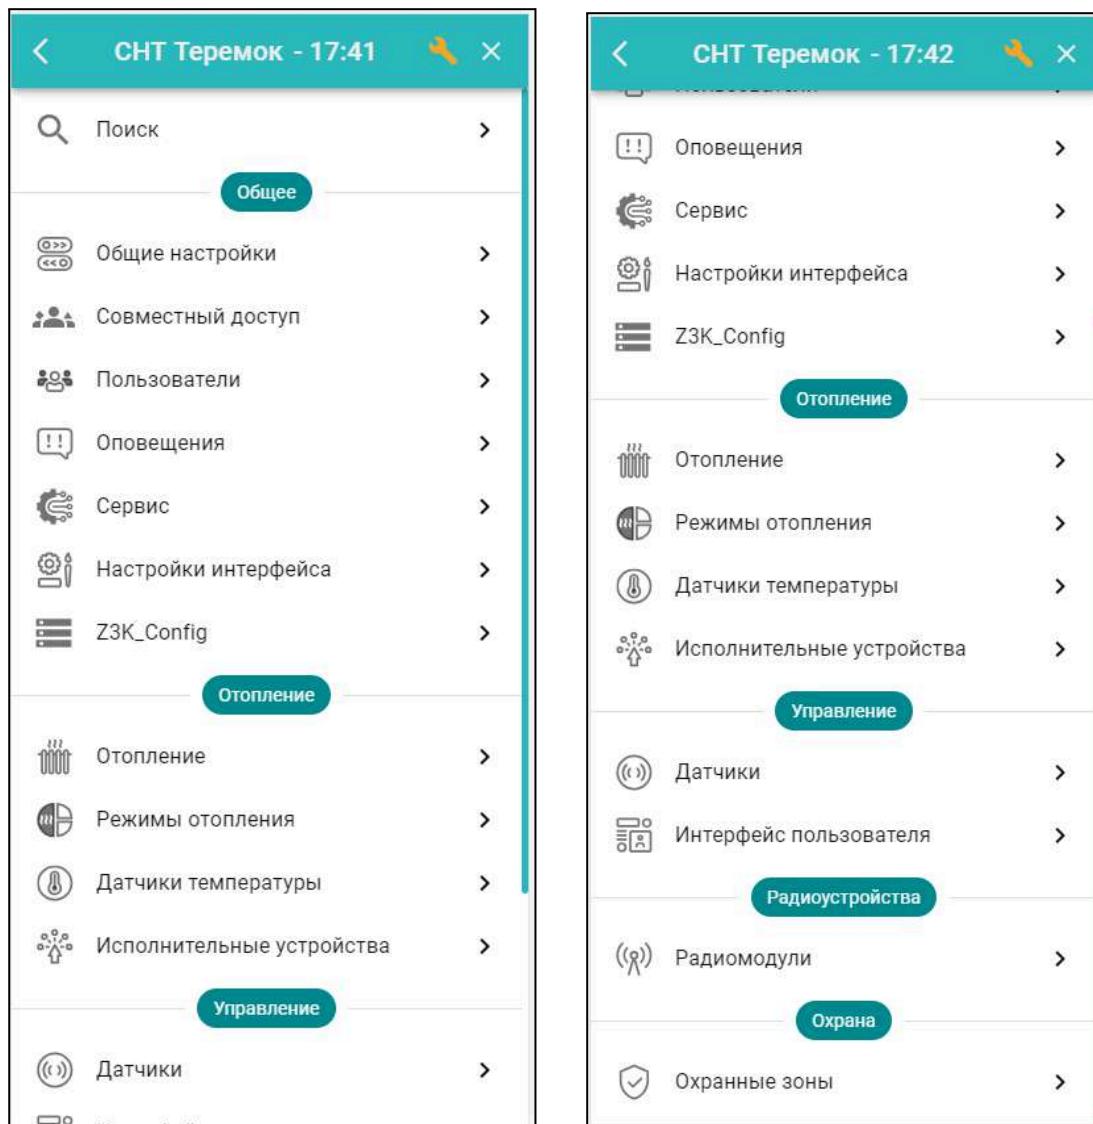 СНТ Теремок - 17:41
Поиск
Общее
Общие настройки
Совместный доступ
Пользователи
Оповещения
Сервис
Настройки интерфейса
Z3K_Config
Отопление
Отопление
Режимы отопления
Датчики температуры
Исполнительные устройства
Управление
Датчики
СНТ Теремок - 17:42
Оповещения
Сервис
Настройки интерфейса
Z3K_Config
Отопление
Отопление
Режимы отопления
Датчики температуры
Исполнительные устройства
Управление
Датчики
Интерфейс пользователя
Радиоустройства
Радиомодули
Охрана
Охранные зоны